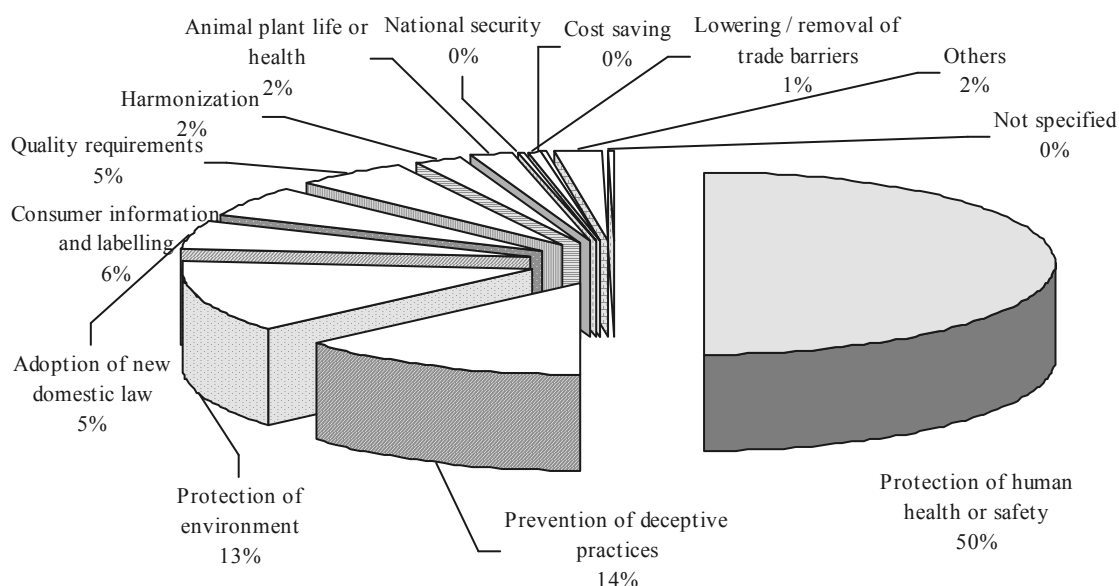 Animal plant life or
health
2%
National security
0%
Cost saving
0%
Lowering / removal of
trade barriers
1%
Others
2%
Not specified
0%
Harmonization
2%
Quality requirements
5%
Consumer information
and labelling
6%
Adoption of new
domestic law
5%
Protection of
environment
13%
Prevention of deceptive
practices
14%
Protection of human
health or safety
50%